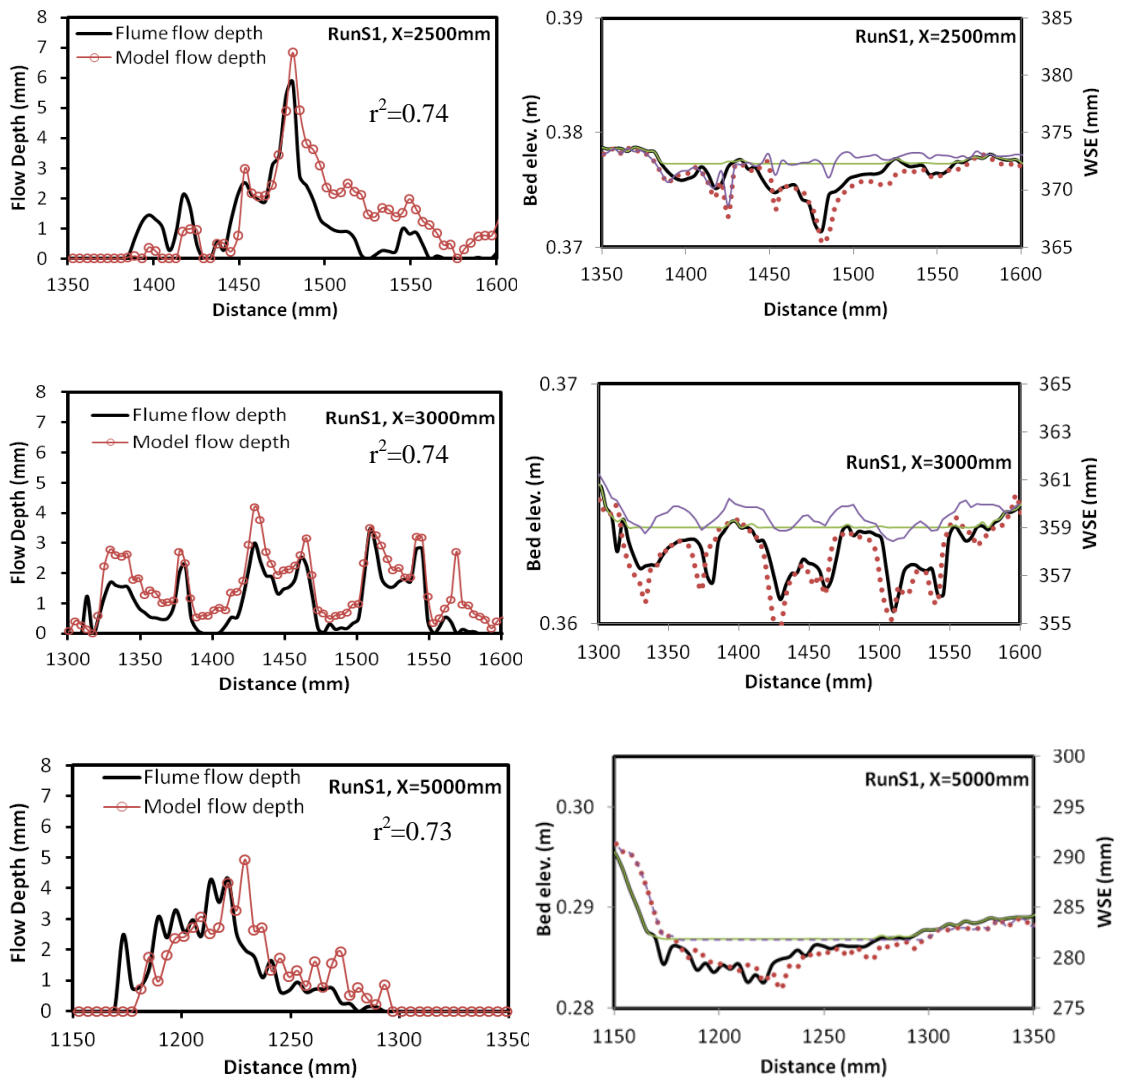 8
7
6
5
4
3
2
1
0
Flow Depth (mm)
Flume flow depth
Model flow depth
RunS1, X=2500mm
r²=0.74
1350 1400 1450 1500 1550 1600
Distance (mm)
0.39
0.38
0.37
Bed elev. (m)
RunS1, X=2500mm
385
380
375
370
365
WSE (mm)
1350 1400 1450 1500 1550 1600
Distance (mm)
8
7
6
5
4
3
2
1
0
Flow Depth (mm)
Flume flow depth
Model flow depth
RunS1, X=3000mm
r²=0.74
1300 1350 1400 1450 1500 1550 1600
Distance (mm)
0.37
0.36
Bed elev. (m)
RunS1, X=3000mm
365
363
361
359
357
355
WSE (mm)
1300 1350 1400 1450 1500 1550 1600
Distance (mm)
8
7
6
5
4
3
2
1
0
Flow Depth (mm)
Flume flow depth
Model flow depth
RunS1, X=5000mm
r²=0.73
1150 1200 1250 1300 1350
Distance (mm)
0.30
0.29
0.28
Bed elev. (m)
RunS1, X=5000mm
300
295
290
285
280
275
WSE (mm)
1150 1200 1250 1300 1350
Distance (mm)